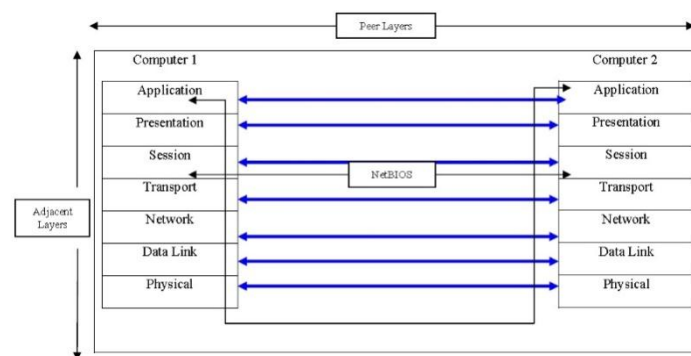 Peer Layers
Computer 1 Computer 2
Application Application
Presentation Presentation
Session Session
NetBIOS
Transport Transport
Adjacent
Layers
Network Network
Data Link Data Link
Physical Physical